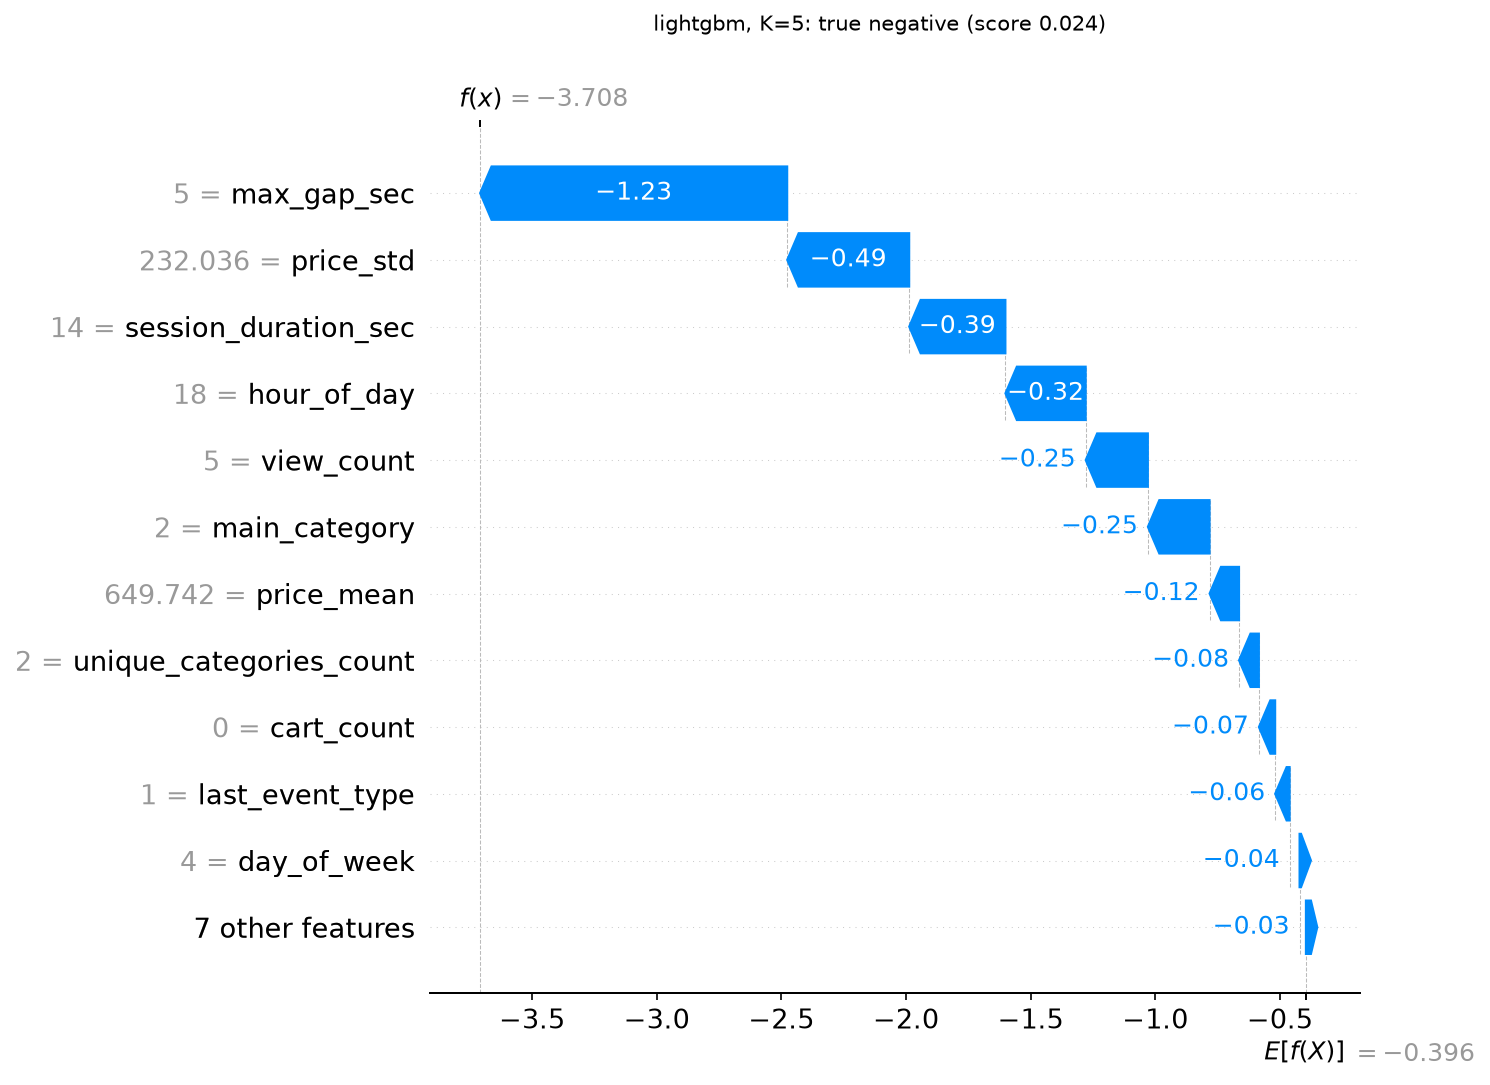 lightgbm, K=5: true negative (score 0.024)
f(x) = −3.708
5 = max_gap_sec −1.23
232.036 = price_std −0.49
14 = session_duration_sec −0.39
18 = hour_of_day −0.32
5 = view_count −0.25
2 = main_category −0.25
649.742 = price_mean −0.12
2 = unique_categories_count −0.08
0 = cart_count −0.07
1 = last_event_type −0.06
4 = day_of_week −0.04
7 other features −0.03
−3.5 −3.0 −2.5 −2.0 −1.5 −1.0 −0.5
E[f(X)] = −0.396